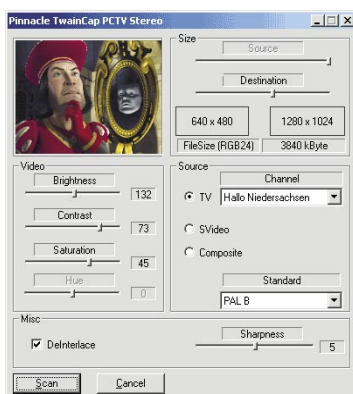 Pinnacle TwainCap PCTV Stereo
Size
Source
Destination
640 x 480
1280 x 1024
FileSize (RGB24)
3840 kByte
Video
Brightness
132
Contrast
73
Saturation
45
Hue
0
Source
Channel
TV
Hallo Niedersachsen
SVideo
Composite
Standard
PAL B
Misc
DeInterlace
Sharpness
5
Scan
Cancel